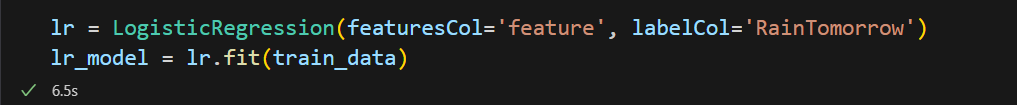 lr = LogisticRegression(featuresCol='feature', labelCol='RainTomorrow')
lr_model = lr.fit(train_data)
✓ 6.5s